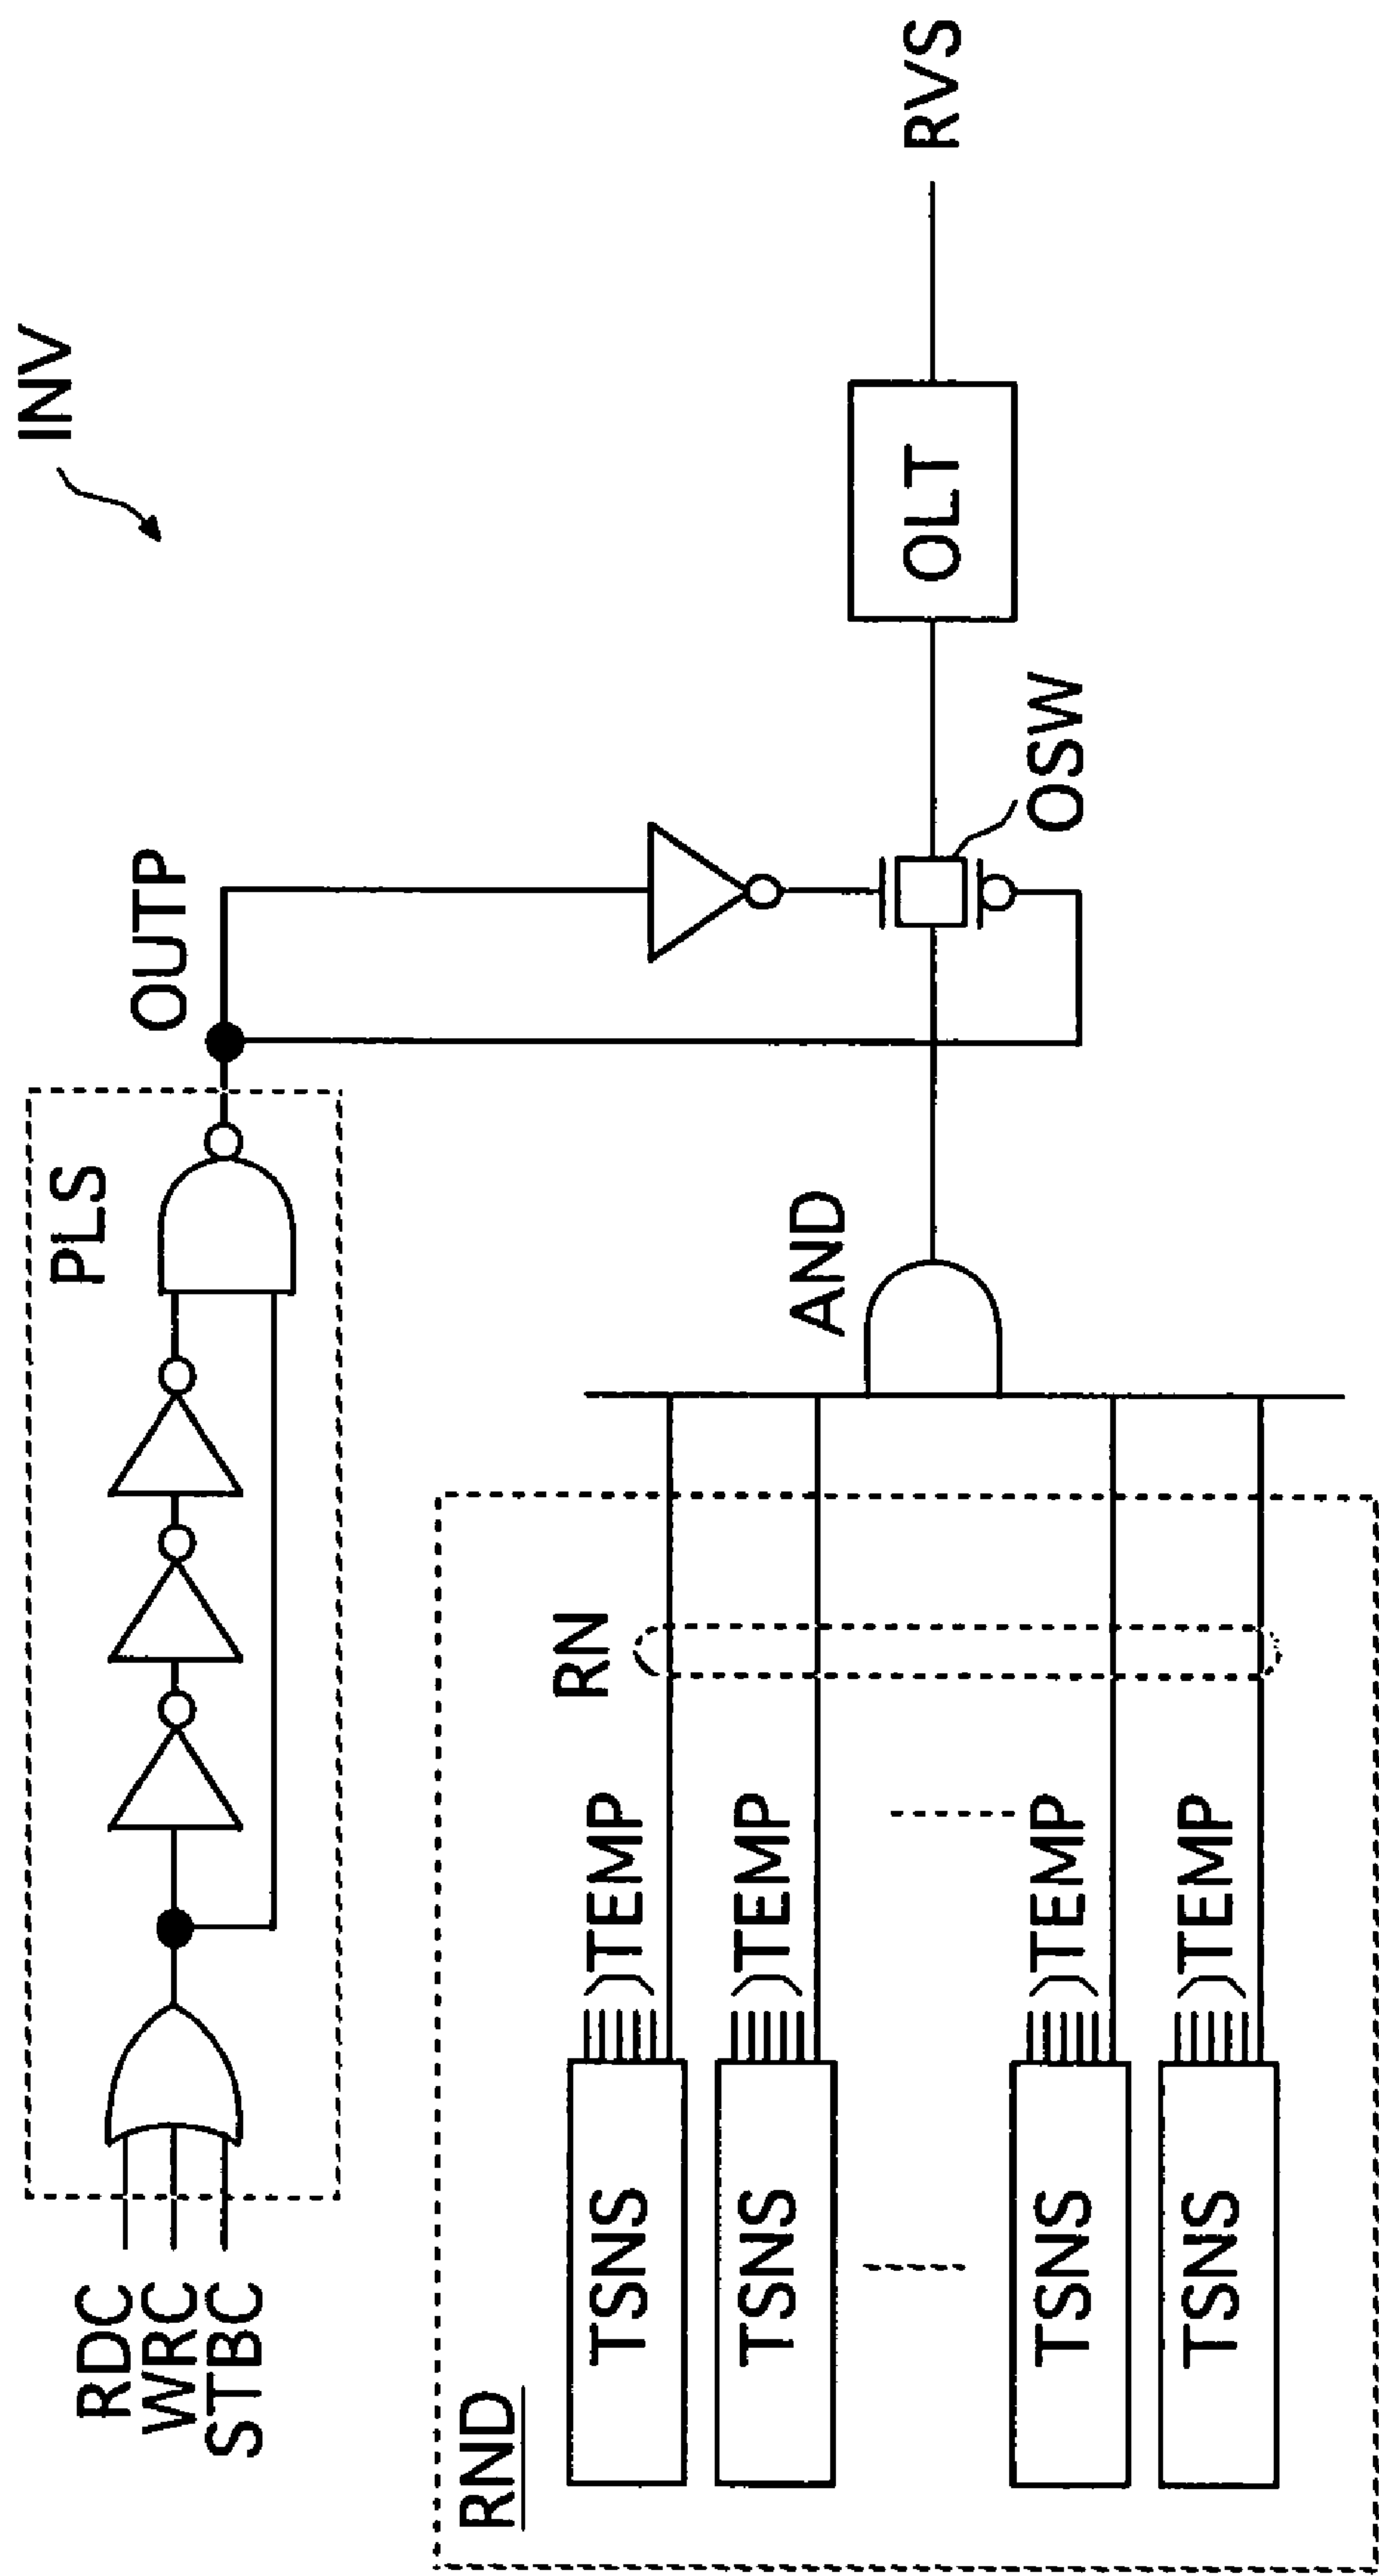 INV
RDC
WRC
STBC
PLS
OUTP
RND
TSNS
TEMP
TSNS
TEMP
TSNS
TEMP
TSNS
TEMP
RN
AND
OSW
OLT
RVS